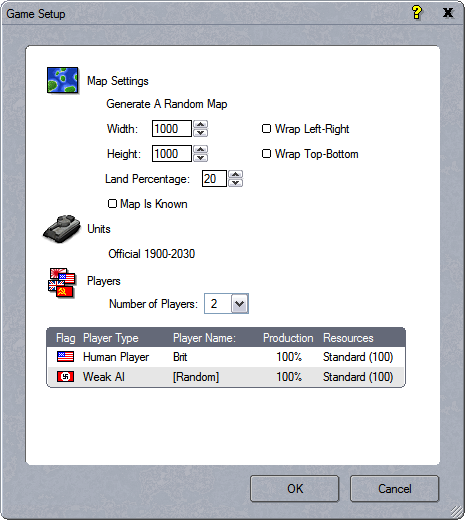 Game Setup
Map Settings
Generate A Random Map
Width: 1000 Wrap Left-Right
Height: 1000 Wrap Top-Bottom
Land Percentage: 20
Map Is Known
Units
Official 1900-2030
Players
Number of Players: 2
Flag Player Type Player Name: Production Resources
Human Player Brit 100% Standard (100)
Weak AI [Random] 100% Standard (100)
OK Cancel